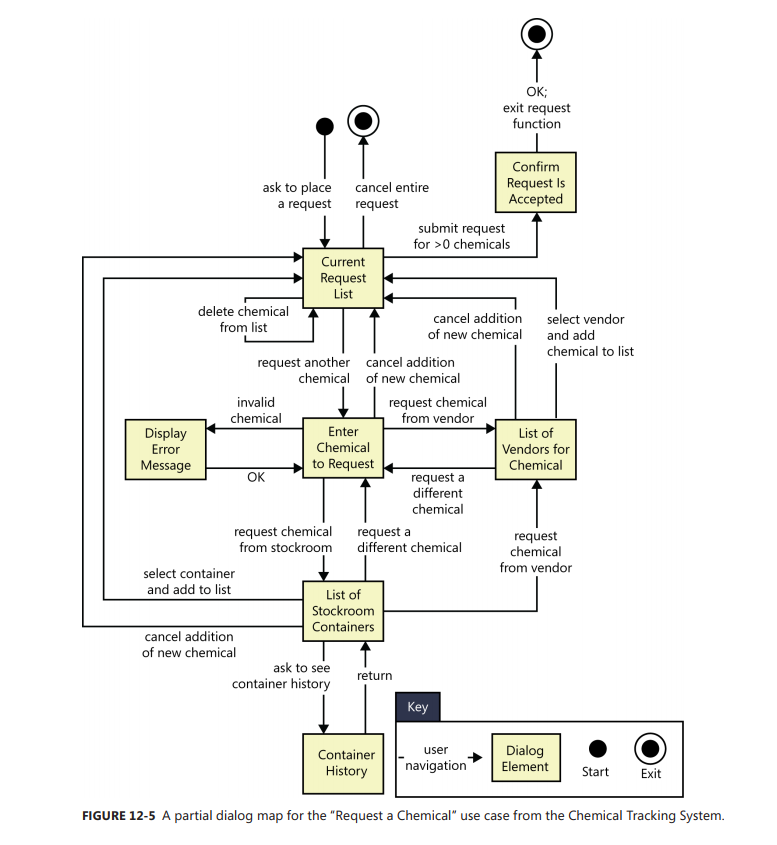 OK;
exit request
function
Confirm
Request Is
Accepted
ask to place
a request
cancel entire
request
submit request
for >0 chemicals
Current
Request
List
delete chemical
from list
cancel addition
of new chemical
select vendor
and add
chemical to list
request another
chemical
cancel addition
of new chemical
invalid
chemical
request chemical
from vendor
Display
Error
Message
Enter
Chemical
to Request
List of
Vendors for
Chemical
OK
request a
different
chemical
request chemical
from stockroom
request a
different chemical
request
chemical
from vendor
select container
and add to list
List of
Stockroom
Containers
cancel addition
of new chemical
ask to see
container history
return
Container
History
Key
user
navigation
Dialog
Element
Start
Exit
FIGURE 12-5 A partial dialog map for the "Request a Chemical" use case from the Chemical Tracking System.